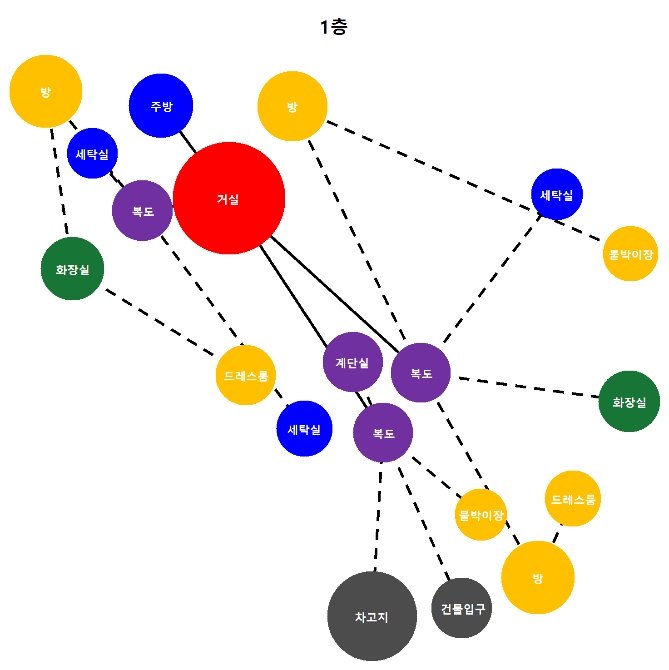 1층
방
주방
방
세탁실
세탁실
거실
복도
붙박이장
화장실
계단실
복도
드레스룸
화장실
세탁실
복도
드레스룸
붙박이장
방
건물입구
차고지